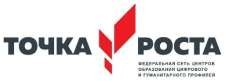 ТОЧКА РОСТА
ФЕДЕРАЛЬНАЯ СЕТЬ ЦЕНТРОВ
ОБРАЗОВАНИЯ ЦИФРОВОГО
И ГУМАНИТАРНОГО ПРОФИЛЕЙ